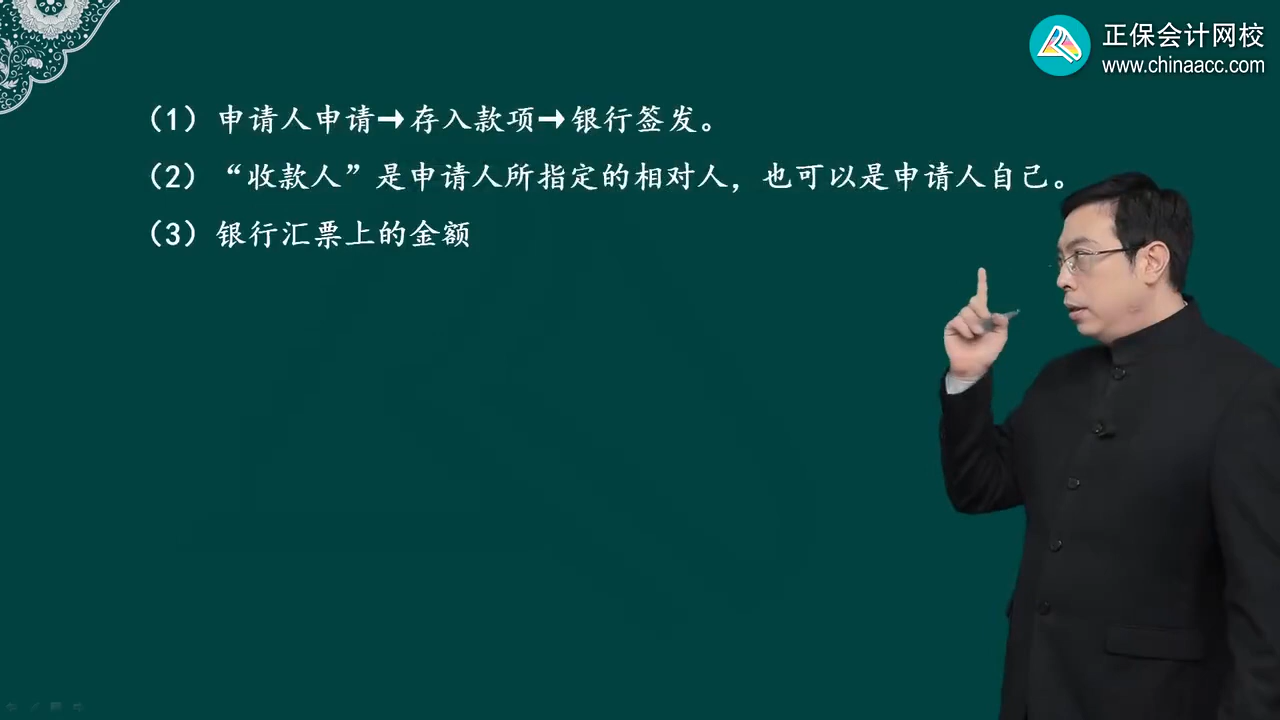 正保会计网校
www.chinaacc.com
（1）申请人申请→存入款项→银行签发。
（2）“收款人”是申请人所指定的相对人，也可以是申请人自己。
（3）银行汇票上的金额